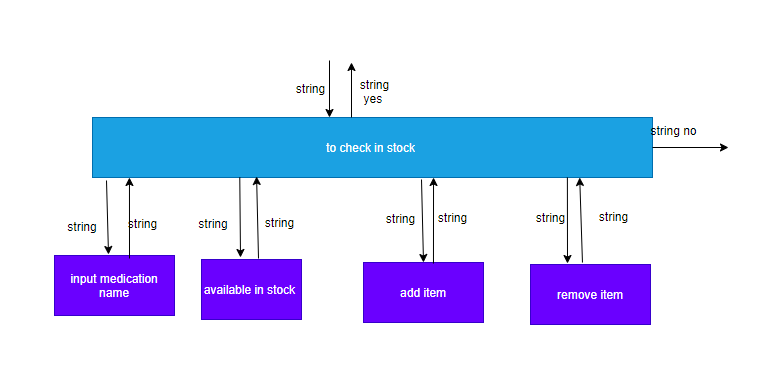 string
string
yes
string no
to check in stock
string
string
string
string
string
string
string
string
input medication
name
available in stock
add item
remove item